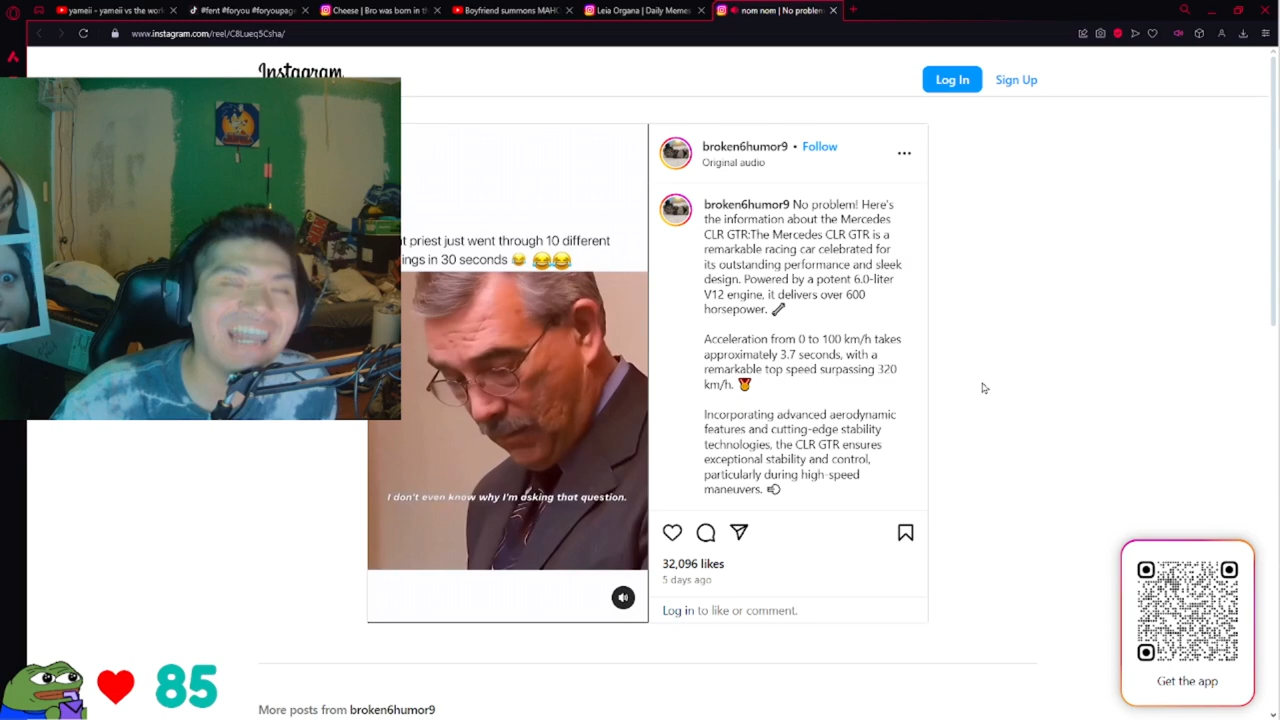 yameii - yameii vs the work
#fent #foryou #foryoupage
Cheese | Bro was born in th
Boyfriend summons MAHO
Leia Organa | Daily Memes
nom nom | No problem
www.instagram.com/reel/C8Lueq5Csha/
Instagram
Log In
Sign Up
t priest just went through 10 different
ings in 30 seconds 😂 😂😂
I don't even know why I'm asking that question.
broken6humor9 • Follow
Original audio
broken6humor9 No problem! Here's
the information about the Mercedes
CLR GTR:The Mercedes CLR GTR is a
remarkable racing car celebrated for
its outstanding performance and sleek
design. Powered by a potent 6.0-liter
V12 engine, it delivers over 600
horsepower. 🔗
Acceleration from 0 to 100 km/h takes
approximately 3.7 seconds, with a
remarkable top speed surpassing 320
km/h. 🏅
Incorporating advanced aerodynamic
features and cutting-edge stability
technologies, the CLR GTR ensures
exceptional stability and control,
particularly during high-speed
maneuvers. 💨
32,096 likes
5 days ago
Log in to like or comment.
Get the app
85
More posts from broken6humor9